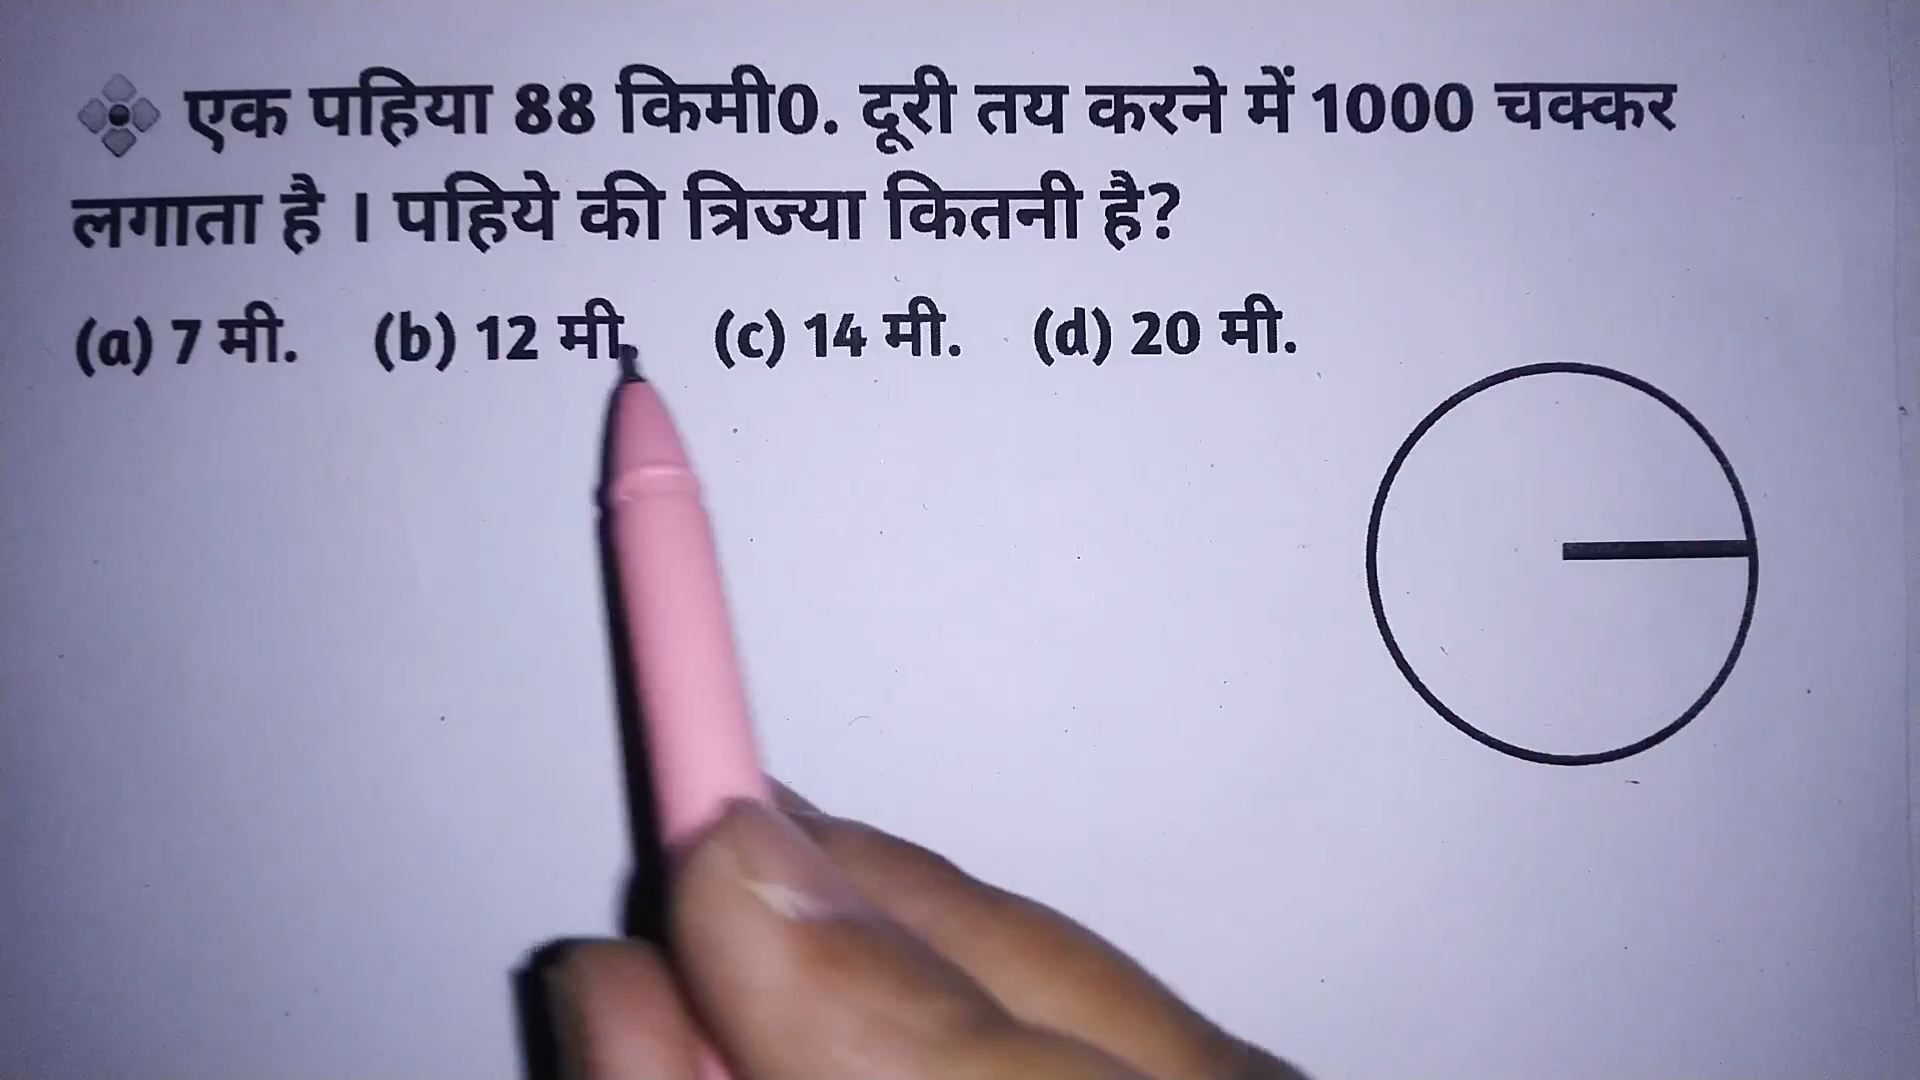 एक पहिया 88 किमी0. दूरी तय करने में 1000 चक्कर
लगाता है । पहिये की त्रिज्या कितनी है?
(a) 7 मी. (b) 12 मी. (c) 14 मी. (d) 20 मी.